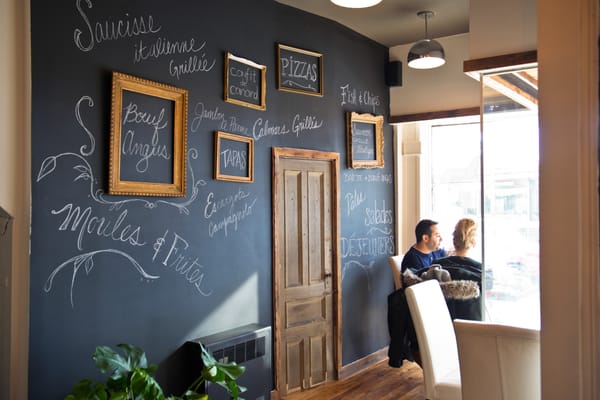 Saucisse
italienne
Grillée
confit
de
canard
PIZZAS
Fish & Chips
Boeuf
Angus
Jambon
Calmars Grillés
TAPAS
Escargots
Campagnard
Moules & Frites
Salades
DÉJEUNERS